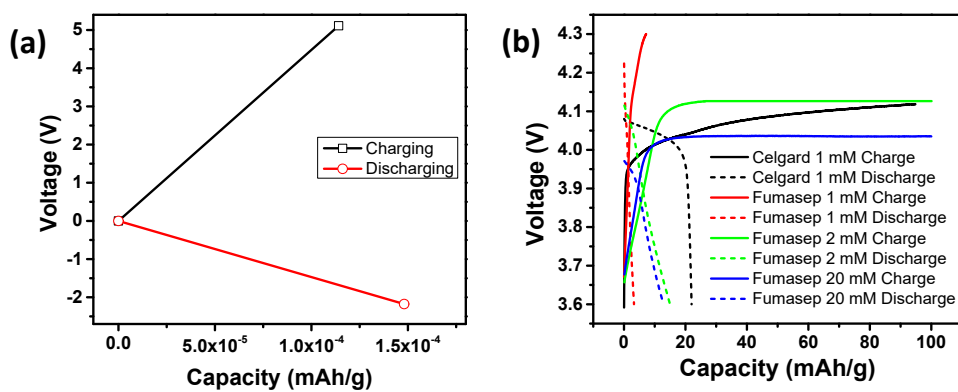 (a)
Voltage (V)
5
4
3
2
1
0
-1
-2
Charging
Discharging
0.0
5.0x10⁻⁵
1.0x10⁻⁴
1.5x10⁻⁴
Capacity (mAh/g)
(b)
Voltage (V)
4.3
4.2
4.1
4.0
3.9
3.8
3.7
3.6
Celgard 1 mM Charge
Celgard 1 mM Discharge
Fumasep 1 mM Charge
Fumasep 1 mM Discharge
Fumasep 2 mM Charge
Fumasep 2 mM Discharge
Fumasep 20 mM Charge
Fumasep 20 mM Discharge
0
20
40
60
80
100
Capacity (mAh/g)